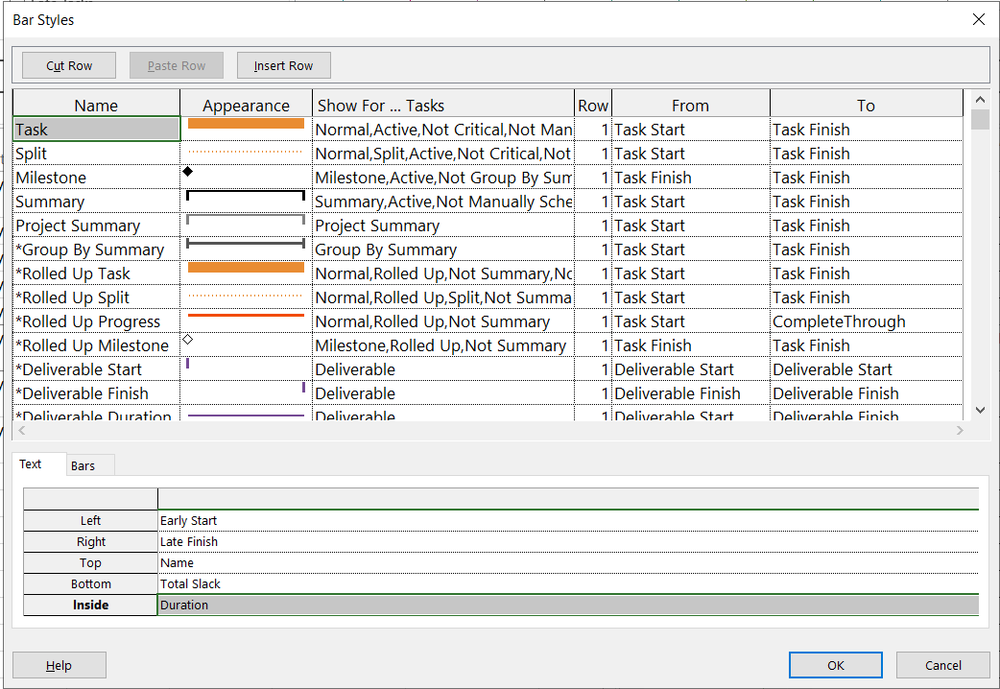 Bar Styles
Cut Row Paste Row Insert Row
Name Appearance Show For ... Tasks Row From To
Task Normal,Active,Not Critical,Not Man 1 Task Start Task Finish
Split Normal,Split,Active,Not Critical,Not 1 Task Start Task Finish
Milestone Milestone,Active,Not Group By Sum 1 Task Finish Task Finish
Summary Summary,Active,Not Manually Sche 1 Task Start Task Finish
Project Summary Project Summary 1 Task Start Task Finish
*Group By Summary Group By Summary 1 Task Start Task Finish
*Rolled Up Task Normal,Rolled Up,Not Summary,Nc 1 Task Start Task Finish
*Rolled Up Split Normal,Rolled Up,Split,Not Summa 1 Task Start Task Finish
*Rolled Up Progress Normal,Rolled Up,Not Summary 1 Task Start CompleteThrough
*Rolled Up Milestone Milestone,Rolled Up,Not Summary 1 Task Finish Task Finish
*Deliverable Start Deliverable 1 Deliverable Start Deliverable Start
*Deliverable Finish Deliverable 1 Deliverable Finish Deliverable Finish
*Deliverable Duration Deliverable 1 Deliverable Start Deliverable Finish
Text Bars
Left Early Start
Right Late Finish
Top Name
Bottom Total Slack
Inside Duration
Help OK Cancel